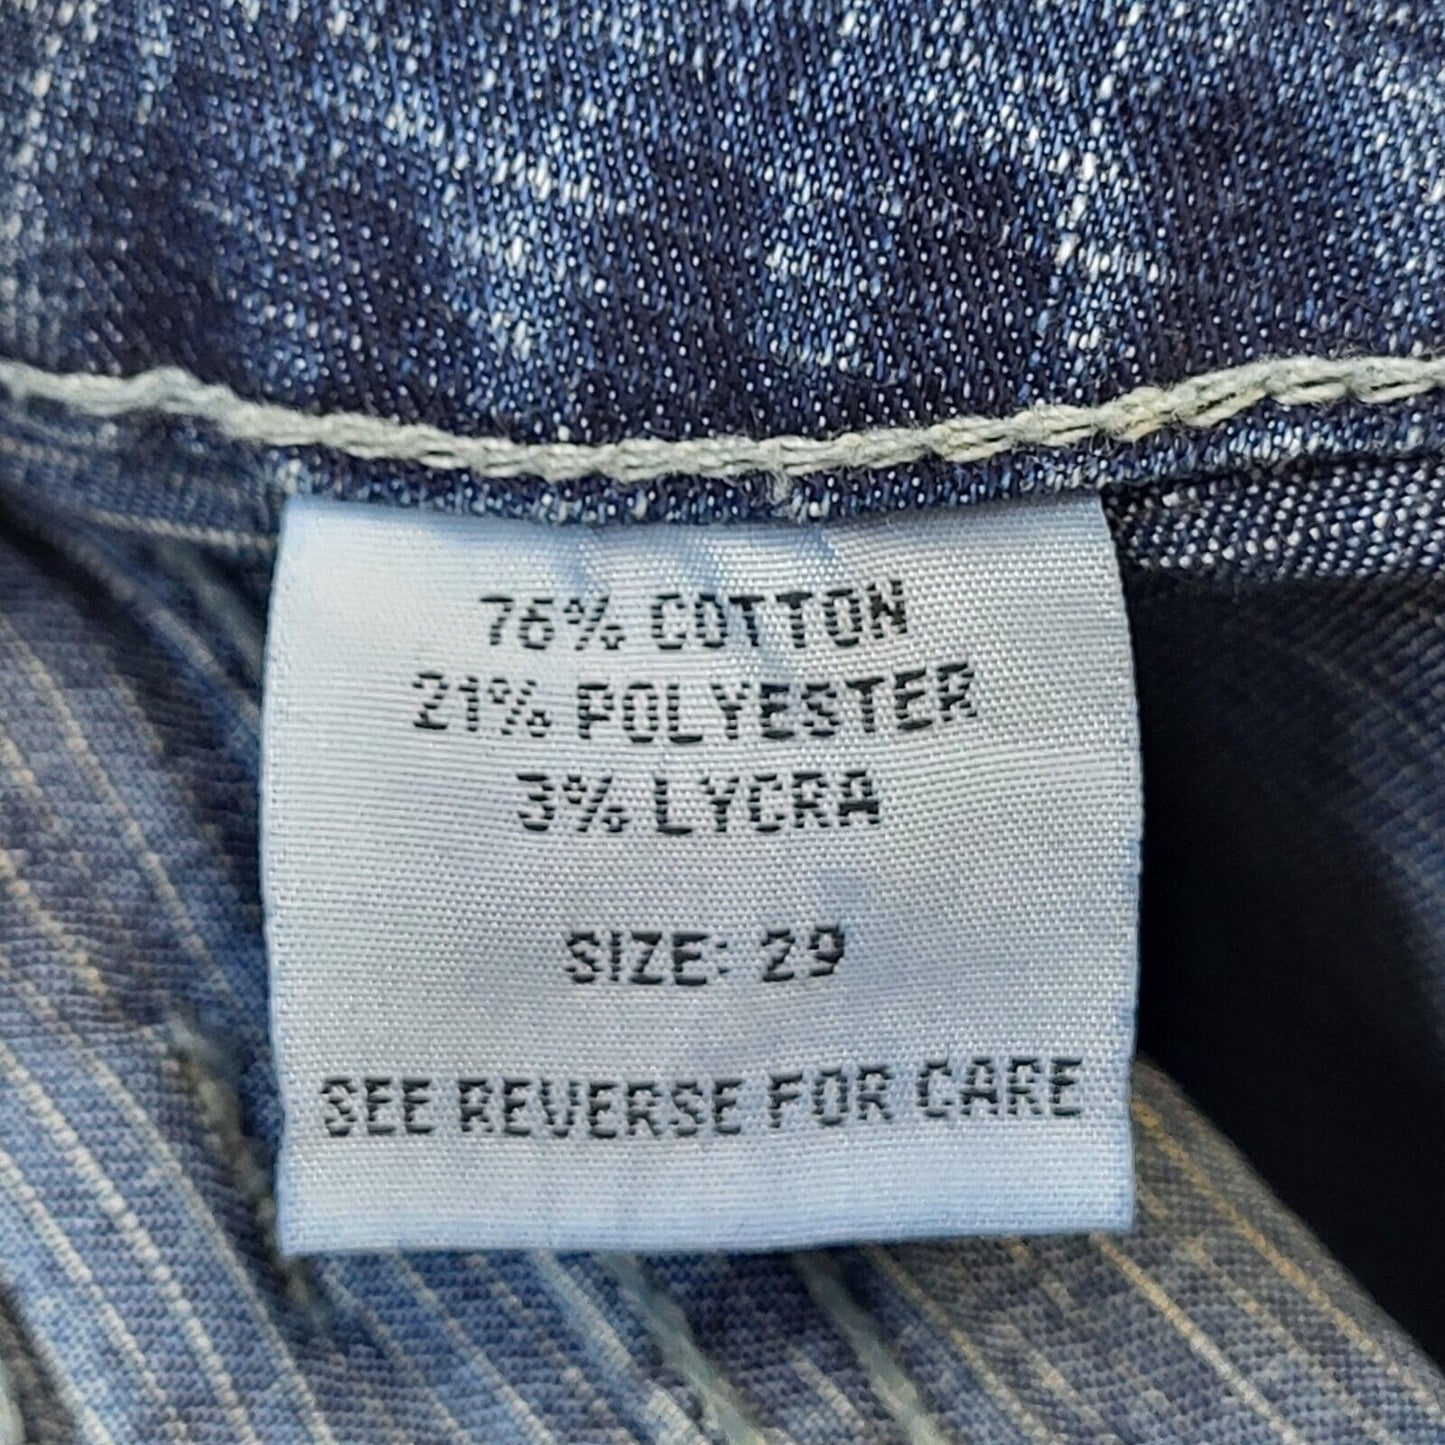 76% COTTON
21% POLYESTER
3% LYCRA
SIZE: 29
SEE REVERSE FOR CARE